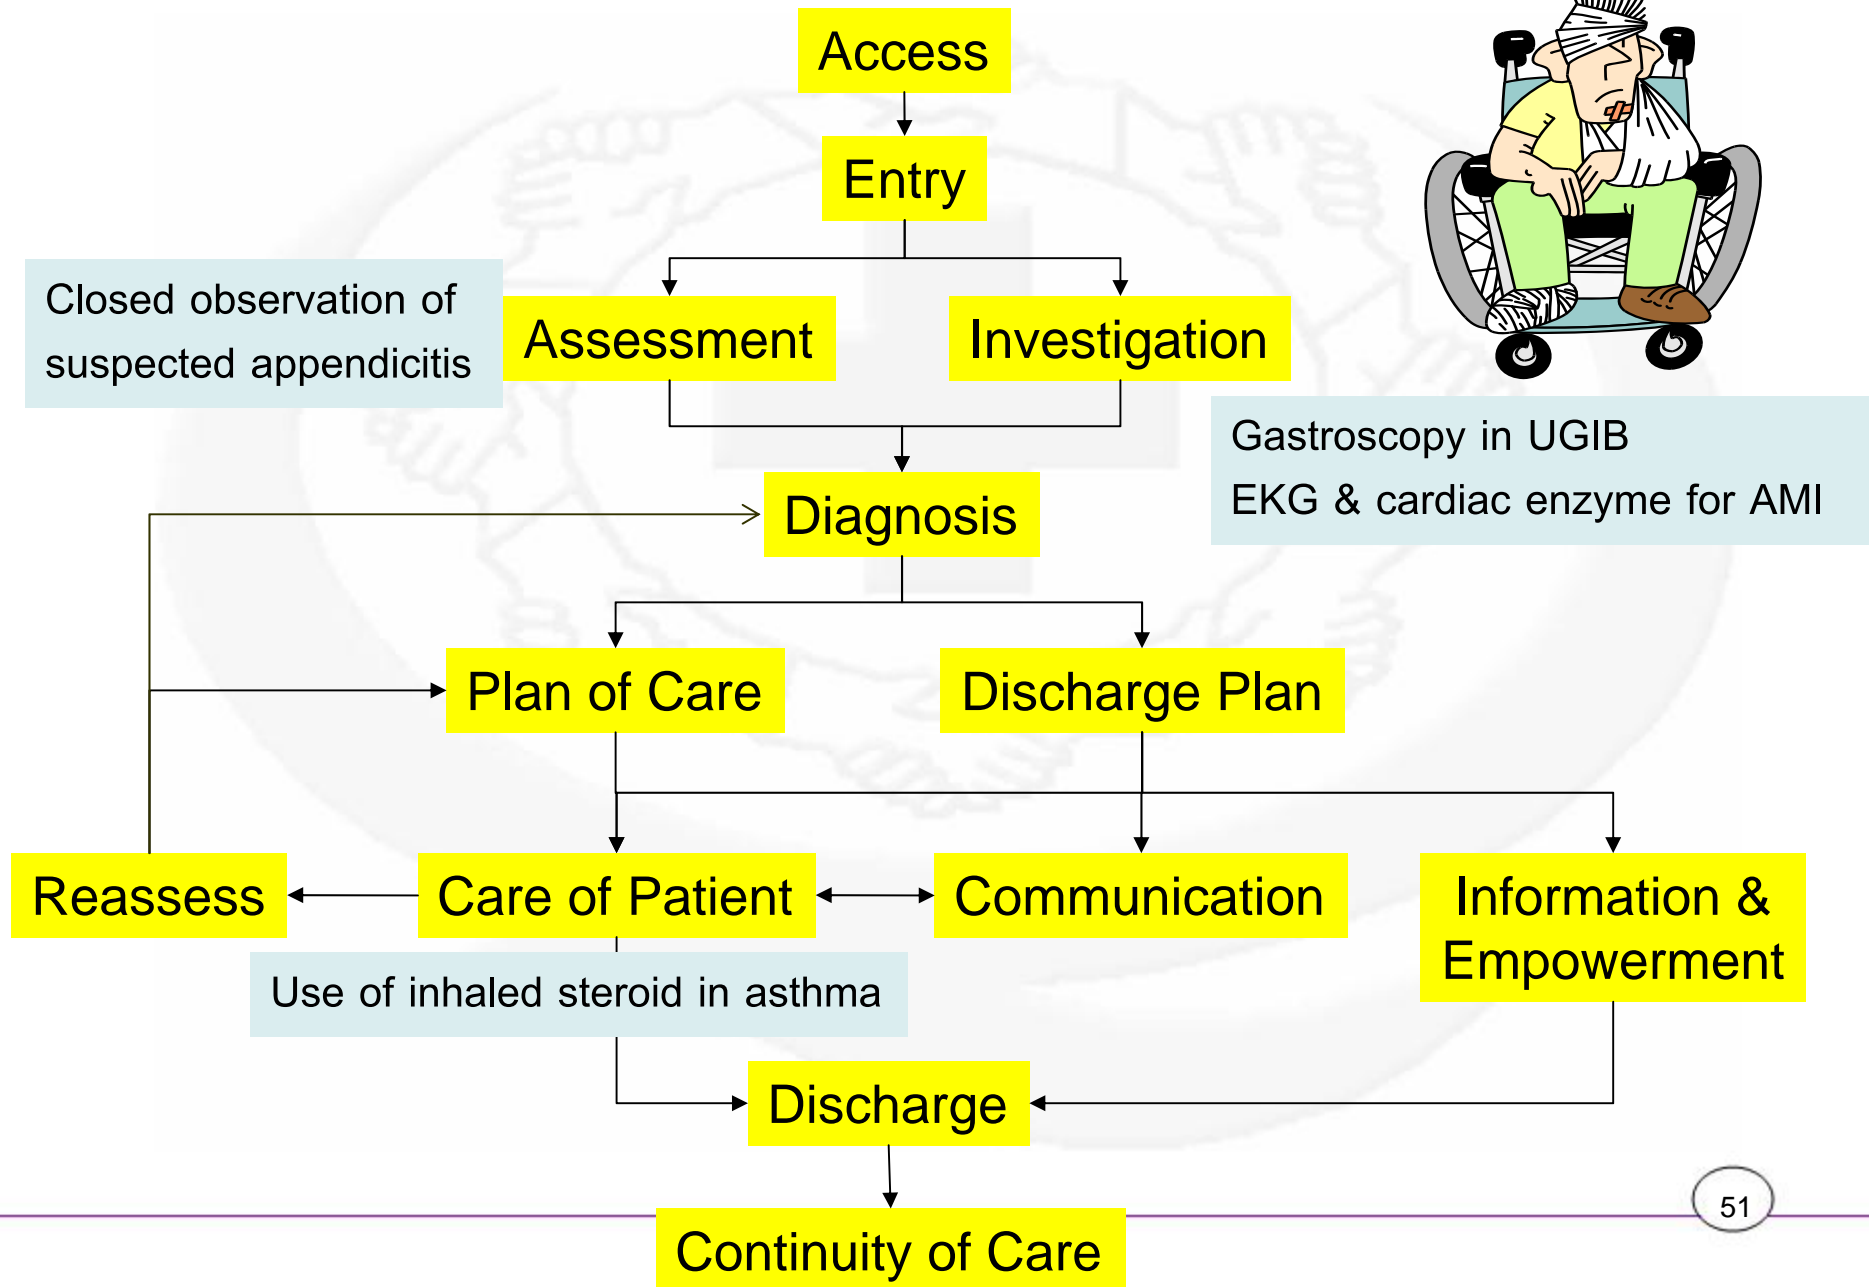 Access
Entry
Closed observation of
suspected appendicitis
Assessment
Investigation
Gastroscopy in UGIB
EKG & cardiac enzyme for AMI
Diagnosis
Plan of Care
Discharge Plan
Reassess
Care of Patient
Communication
Information &
Empowerment
Use of inhaled steroid in asthma
Discharge
51
Continuity of Care